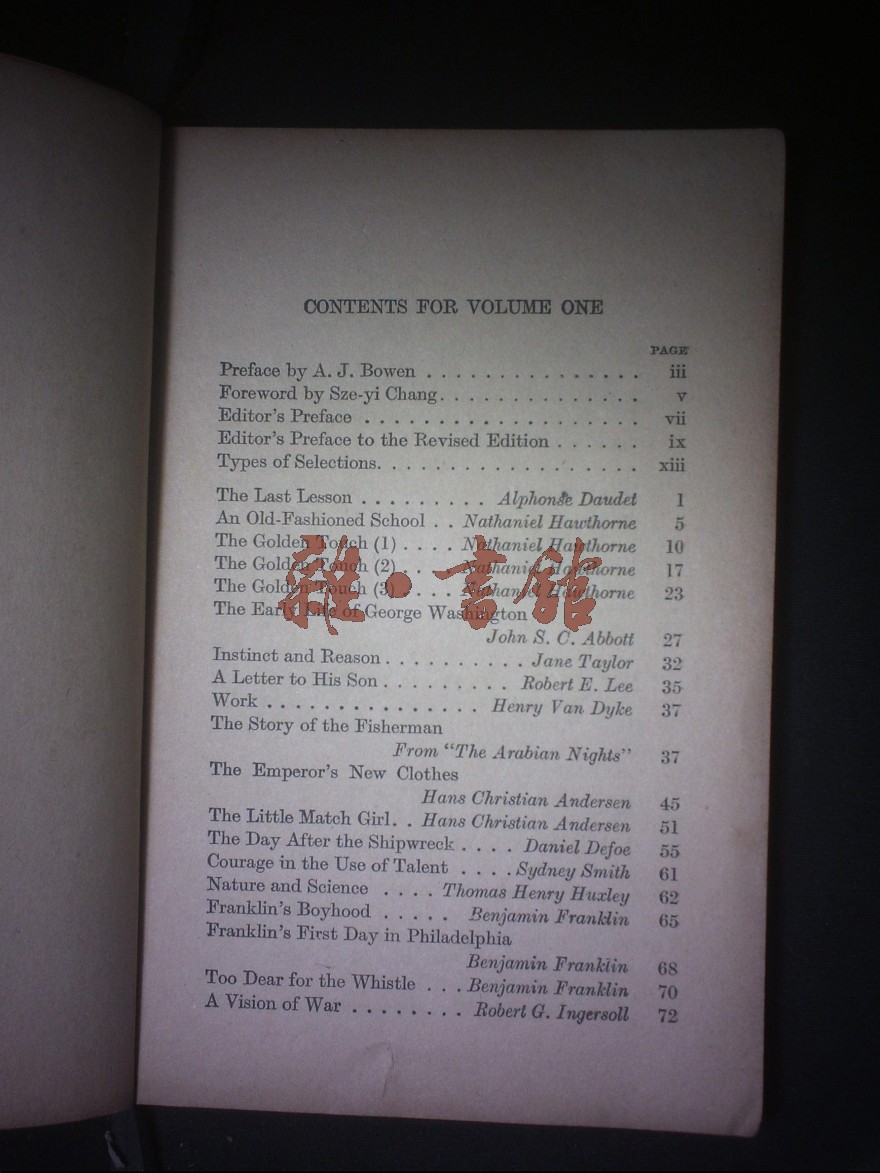 CONTENTS FOR VOLUME ONE
PAGE
Preface by A. J. Bowen . . . . . . . . . . . . . . . iii
Foreword by Sze-yi Chang. . . . . . . . . . . . . . v
Editor's Preface . . . . . . . . . . . . . . . . . . . vii
Editor's Preface to the Revised Edition . . . . . . ix
Types of Selections. . . . . . . . . . . . . . . . . . xiii
The Last Lesson . . . . . . . . . Alphonse Daudet 1
An Old-Fashioned School . . Nathaniel Hawthorne 5
The Golden Touch (1) . . . . Nathaniel Hawthorne 10
The Golden Touch (2) . . . . Nathaniel Hawthorne 17
The Golden Touch (3) . . . . Nathaniel Hawthorne 23
雜·書館
The Early Life of George Washington
John S. C. Abbott 27
Instinct and Reason . . . . . . . . . . Jane Taylor 32
A Letter to His Son . . . . . . . . . Robert E. Lee 35
Work . . . . . . . . . . . . . . . Henry Van Dyke 37
The Story of the Fisherman
From "The Arabian Nights" 37
The Emperor's New Clothes
Hans Christian Andersen 45
The Little Match Girl. . Hans Christian Andersen 51
The Day After the Shipwreck . . . . Daniel Defoe 55
Courage in the Use of Talent . . . . Sydney Smith 61
Nature and Science . . . . Thomas Henry Huxley 62
Franklin's Boyhood . . . . . Benjamin Franklin 65
Franklin's First Day in Philadelphia
Benjamin Franklin 68
Too Dear for the Whistle . . . Benjamin Franklin 70
A Vision of War . . . . . . . . Robert G. Ingersoll 72